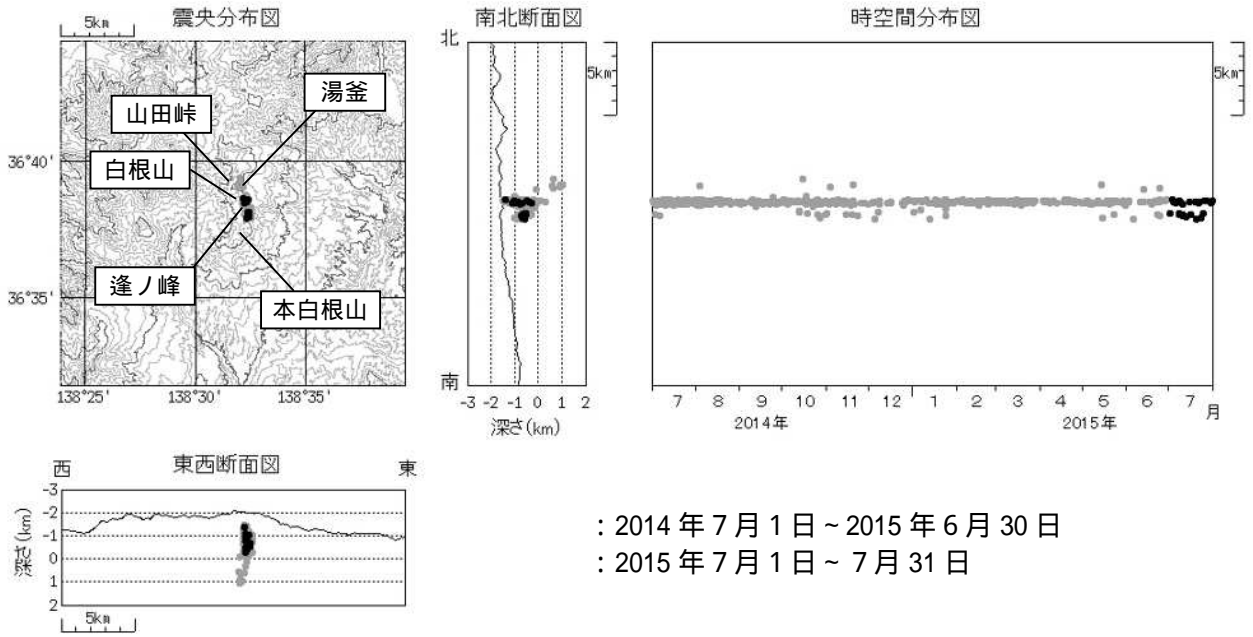 震央分布図
5km
山田峠
湯釜
白根山
逢ノ峰
本白根山
36°40'
36°35'
138°25'
138°30'
138°35'
南北断面図
北
南
5km
-3 -2 -1 0 1 2
深さ(km)
時空間分布図
5km
7 8 9 10 11 12 1 2 3 4 5 6 7 月
2014年
2015年
東西断面図
西
東
深さ(km)
-3
-2
-1
0
1
2
5km
：2014 年 7 月 1 日 ~ 2015 年 6 月 30 日
：2015 年 7 月 1 日 ~ 7 月 31 日